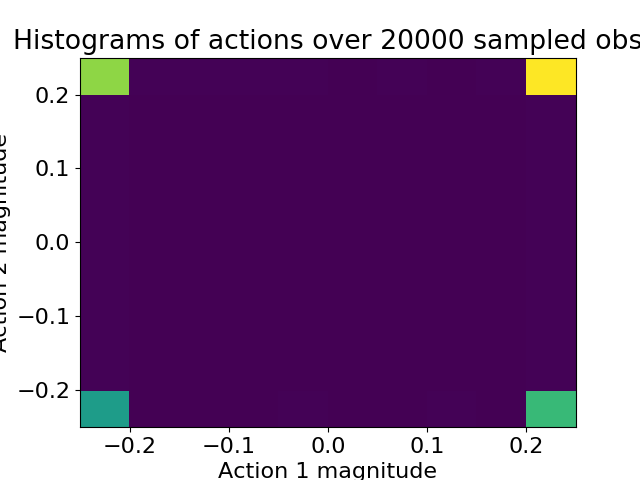 Histograms of actions over 20000 sampled obs
0.2
0.1
0.0
−0.1
−0.2
Action 2 magnitude
−0.2 −0.1 0.0 0.1 0.2
Action 1 magnitude